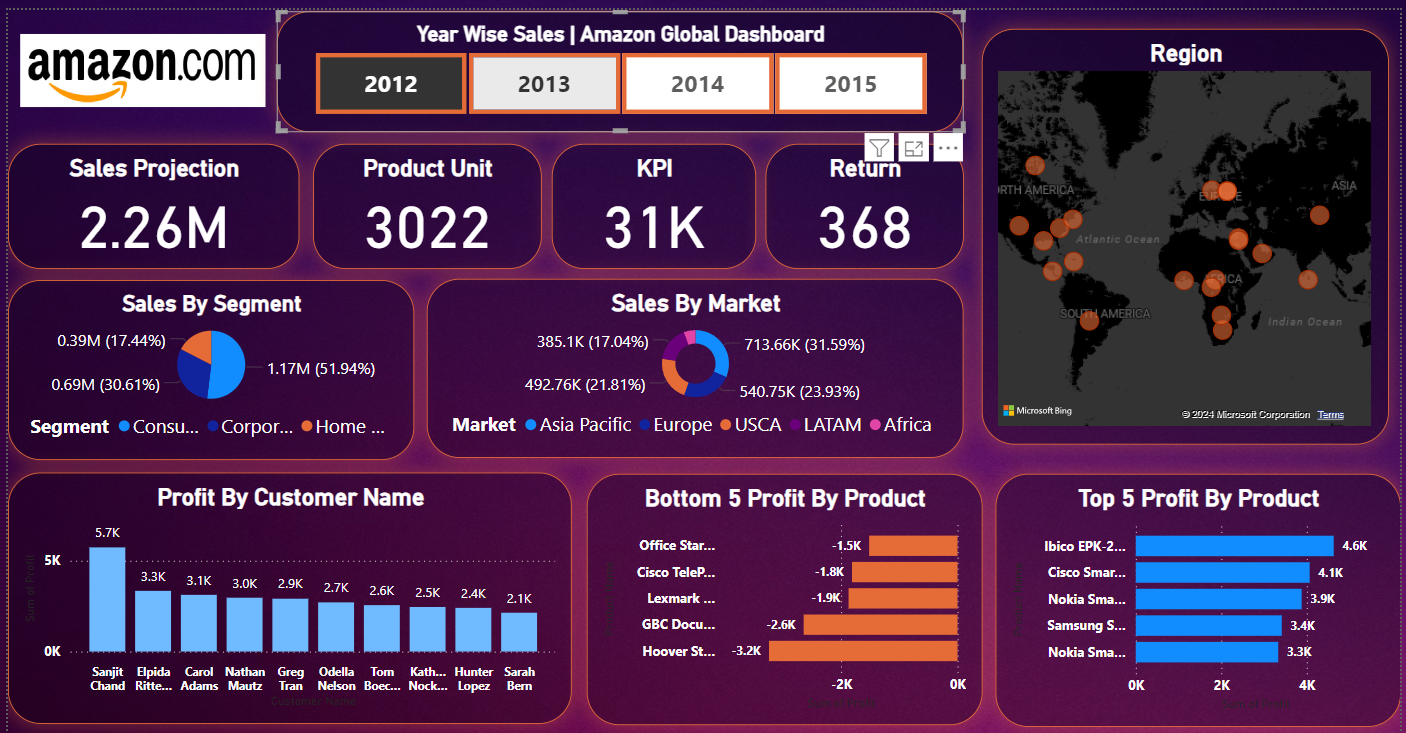 amazon.com
Year Wise Sales | Amazon Global Dashboard
2012 2013 2014 2015
Region
Sales Projection
2.26M
Product Unit
3022
KPI
31K
Return
368
Sales By Segment
0.39M (17.44%)
0.69M (30.61%)
1.17M (51.94%)
Segment Consu... Corpor... Home ...
Sales By Market
385.1K (17.04%)
713.66K (31.59%)
492.76K (21.81%)
540.75K (23.93%)
Market Asia Pacific Europe USCA LATAM Africa
RTH AMERICA
EUROPE
ASIA
Atlantic Ocean
AFRICA
SOUTH AMERICA
Indian Ocean
Microsoft Bing
© 2024 Microsoft Corporation Terms
Profit By Customer Name
Sum of Profit
5K
0K
5.7K 3.3K 3.1K 3.0K 2.9K 2.7K 2.6K 2.5K 2.4K 2.1K
Sanjit Elpida Carol Nathan Greg Odella Tom Kath... Hunter Sarah
Chand Ritte... Adams Mautz Tran Nelson Boec... Nock... Lopez Bern
Customer Name
Bottom 5 Profit By Product
Office Star... -1.5K
Cisco TeleP... -1.8K
Lexmark ... -1.9K
GBC Docu... -2.6K
Hoover St... -3.2K
-2K 0K
Sum of Profit
Top 5 Profit By Product
Ibico EPK-2... 4.6K
Cisco Smar... 4.1K
Nokia Sma... 3.9K
Samsung S... 3.4K
Nokia Sma... 3.3K
0K 2K 4K
Sum of Profit